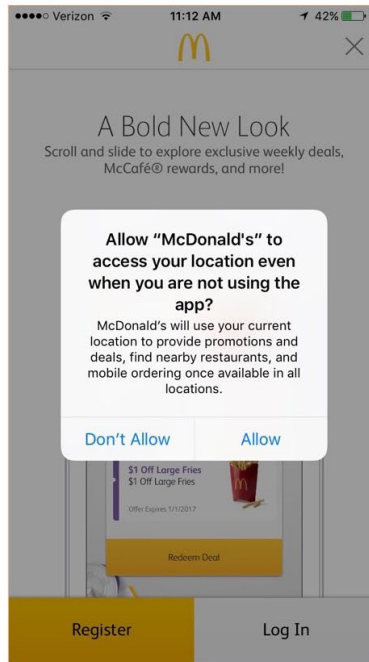 Verizon 11:12 AM 42%
A Bold New Look
Scroll and slide to explore exclusive weekly deals,
McCafé® rewards, and more!
Allow “McDonald's” to
access your location even
when you are not using the
app?
McDonald’s will use your current
location to provide promotions and
deals, find nearby restaurants, and
mobile ordering once available in all
locations.
Don’t Allow Allow
$1 Off Large Fries
$1 Off Large Fries
Offer Expires 1/1/2017
Redeem Deal
Register Log In